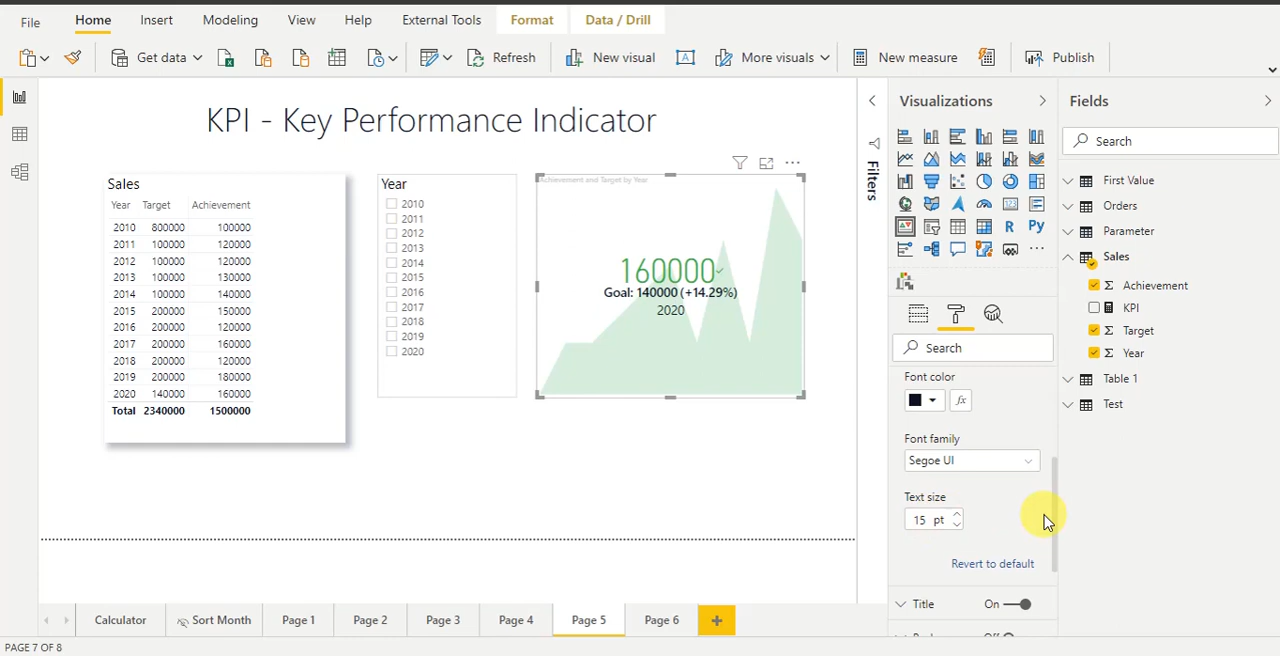 File Home Insert Modeling View Help External Tools Format Data / Drill
Get data Refresh New visual A More visuals New measure Publish
KPI - Key Performance Indicator
Sales
Year Target Achievement
2010 800000 100000
2011 100000 120000
2012 100000 120000
2013 100000 130000
2014 100000 140000
2015 200000 150000
2016 200000 120000
2017 200000 160000
2018 200000 120000
2019 200000 180000
2020 140000 160000
Total 2340000 1500000
Year
2010
2011
2012
2013
2014
2015
2016
2017
2018
2019
2020
Achievement and Target by Year
160000
Goal: 140000 (+14.29%)
2020
Filters
Visualizations
R Py
Search
Font color
fx
Font family
Segoe UI
Text size
15 pt
Revert to default
Title On
Fields
Search
First Value
Orders
Parameter
Sales
Σ Achievement
KPI
Σ Target
Σ Year
Table 1
Test
Calculator Sort Month Page 1 Page 2 Page 3 Page 4 Page 5 Page 6 +
PAGE 7 OF 8